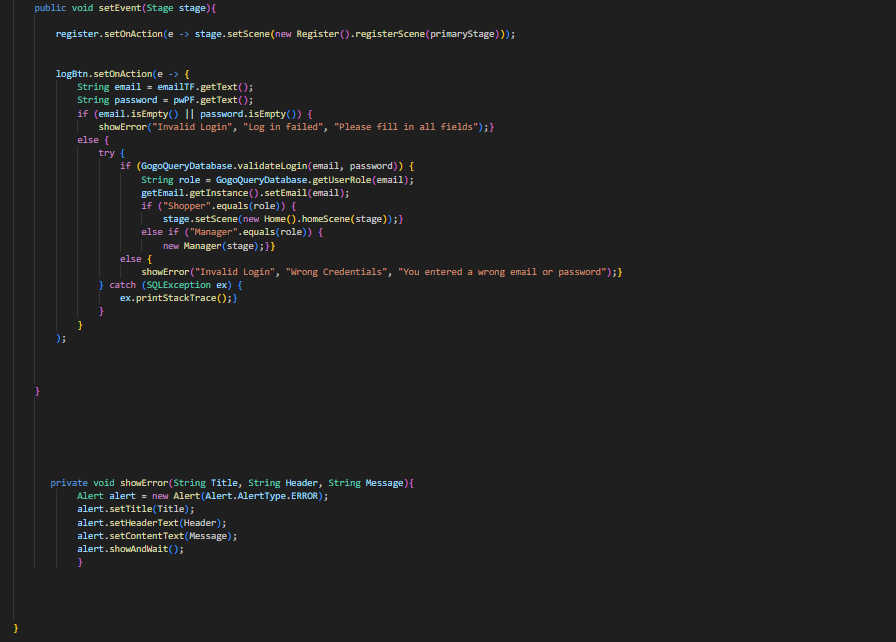 public void setEvent(Stage stage){
register.setOnAction(e -> stage.setScene(new Register().registerScene(primaryStage)));
logBtn.setOnAction(e -> {
String email = emailTF.getText();
String password = pwPF.getText();
if (email.isEmpty() || password.isEmpty()) {
showError("Invalid Login", "Log in failed", "Please fill in all fields");}
else {
try {
if (GogoQueryDatabase.validateLogin(email, password)) {
String role = GogoQueryDatabase.getUserRole(email);
getEmail.getInstance().setEmail(email);
if ("Shopper".equals(role)) {
stage.setScene(new Home().homeScene(stage));}
else if ("Manager".equals(role)) {
new Manager(stage);}}
else {
showError("Invalid Login", "Wrong Credentials", "You entered a wrong email or password");}
} catch (SQLException ex) {
ex.printStackTrace();}
}
}
);
}
private void showError(String Title, String Header, String Message){
Alert alert = new Alert(Alert.AlertType.ERROR);
alert.setTitle(Title);
alert.setHeaderText(Header);
alert.setContentText(Message);
alert.showAndWait();
}
}